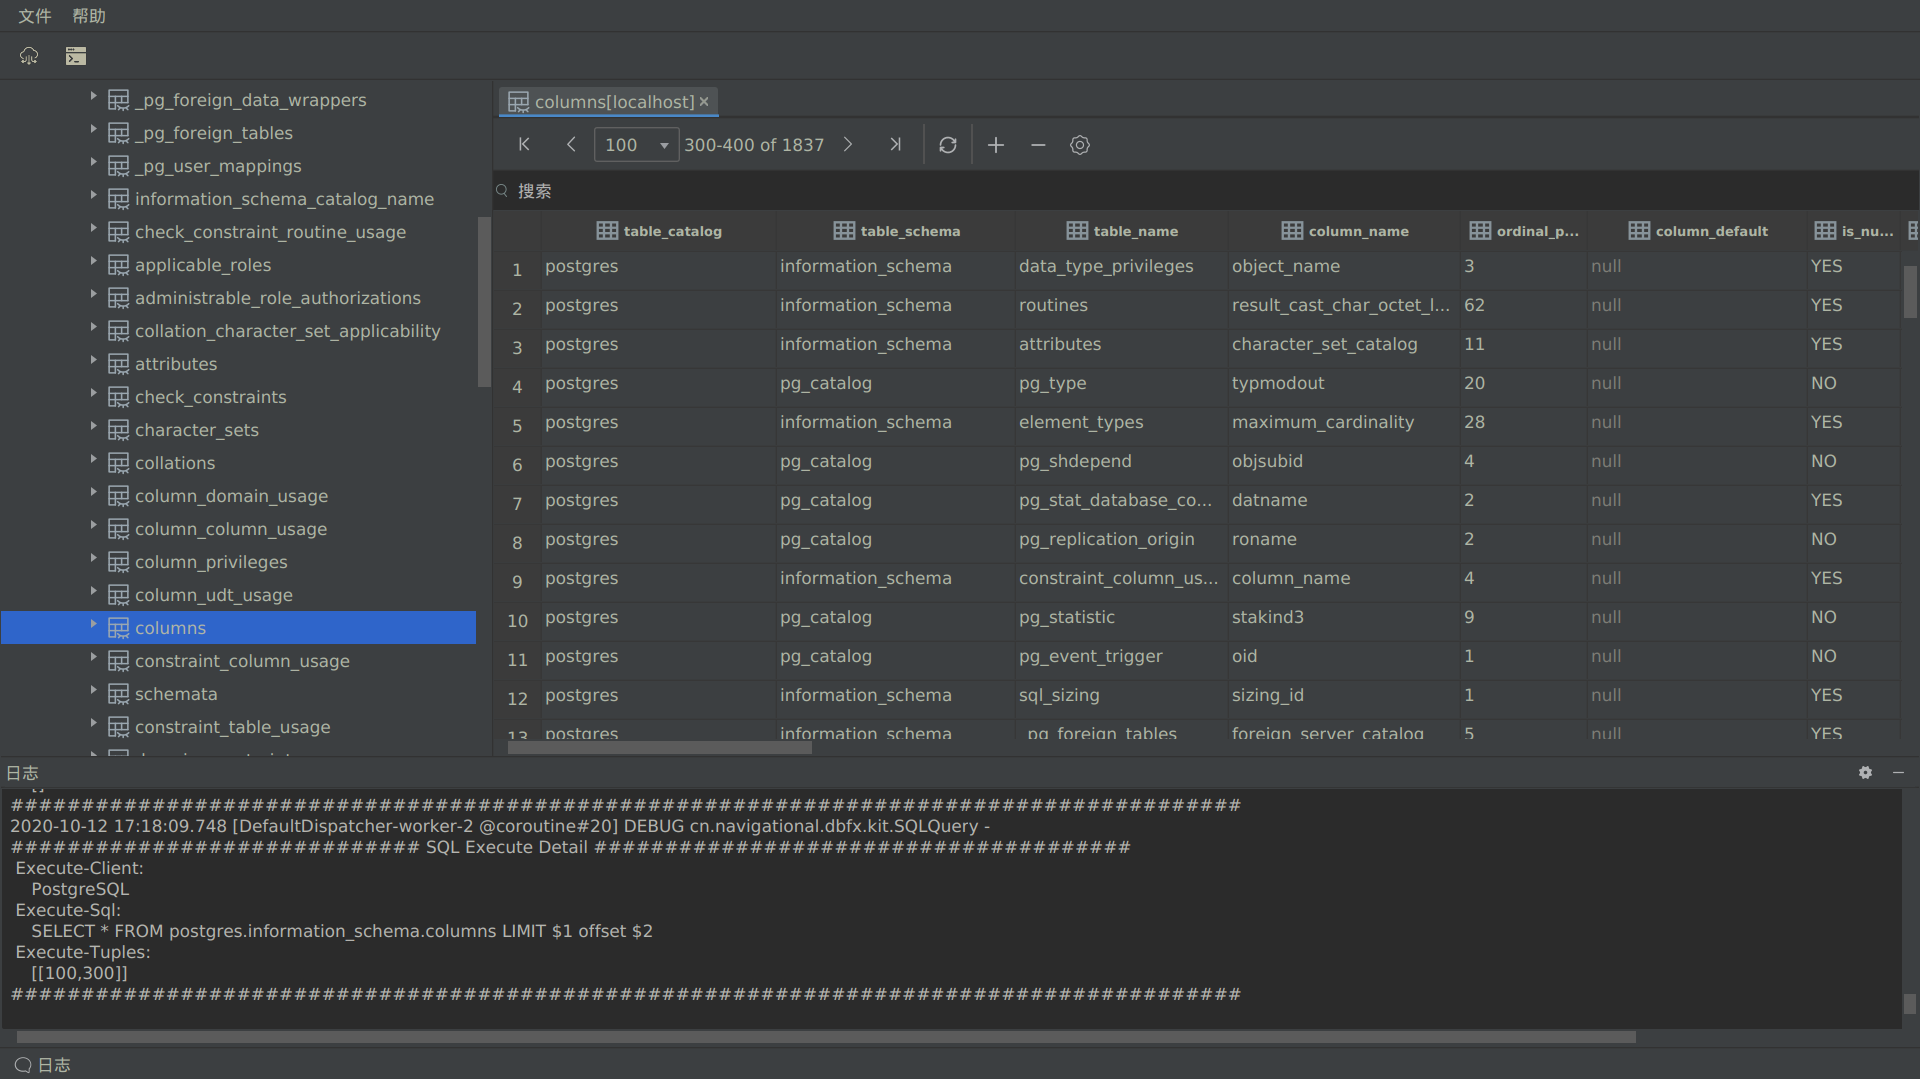 文件 帮助
_pg_foreign_data_wrappers
_pg_foreign_tables
_pg_user_mappings
information_schema_catalog_name
check_constraint_routine_usage
applicable_roles
administrable_role_authorizations
collation_character_set_applicability
attributes
check_constraints
character_sets
collations
column_domain_usage
column_column_usage
column_privileges
column_udt_usage
columns
constraint_column_usage
schemata
constraint_table_usage
columns[localhost] ×
100 300-400 of 1837
搜索
table_catalog table_schema table_name column_name ordinal_p... column_default is_nu...
1 postgres information_schema data_type_privileges object_name 3 null YES
2 postgres information_schema routines result_cast_char_octet_l... 62 null YES
3 postgres information_schema attributes character_set_catalog 11 null YES
4 postgres pg_catalog pg_type typmodout 20 null NO
5 postgres information_schema element_types maximum_cardinality 28 null YES
6 postgres pg_catalog pg_shdepend objsubid 4 null NO
7 postgres pg_catalog pg_stat_database_co... datname 2 null YES
8 postgres pg_catalog pg_replication_origin roname 2 null NO
9 postgres information_schema constraint_column_us... column_name 4 null YES
10 postgres pg_catalog pg_statistic stakind3 9 null NO
11 postgres pg_catalog pg_event_trigger oid 1 null NO
12 postgres information_schema sql_sizing sizing_id 1 null YES
13 postgres information_schema _pg_foreign_tables foreign_server_catalog 5 null YES
日志
[]
#######################################################################################
2020-10-12 17:18:09.748 [DefaultDispatcher-worker-2 @coroutine#20] DEBUG cn.navigational.dbfx.kit.SQLQuery -
############################# SQL Execute Detail ######################################
Execute-Client:
PostgreSQL
Execute-Sql:
SELECT * FROM postgres.information_schema.columns LIMIT $1 offset $2
Execute-Tuples:
[[100,300]]
#######################################################################################
日志